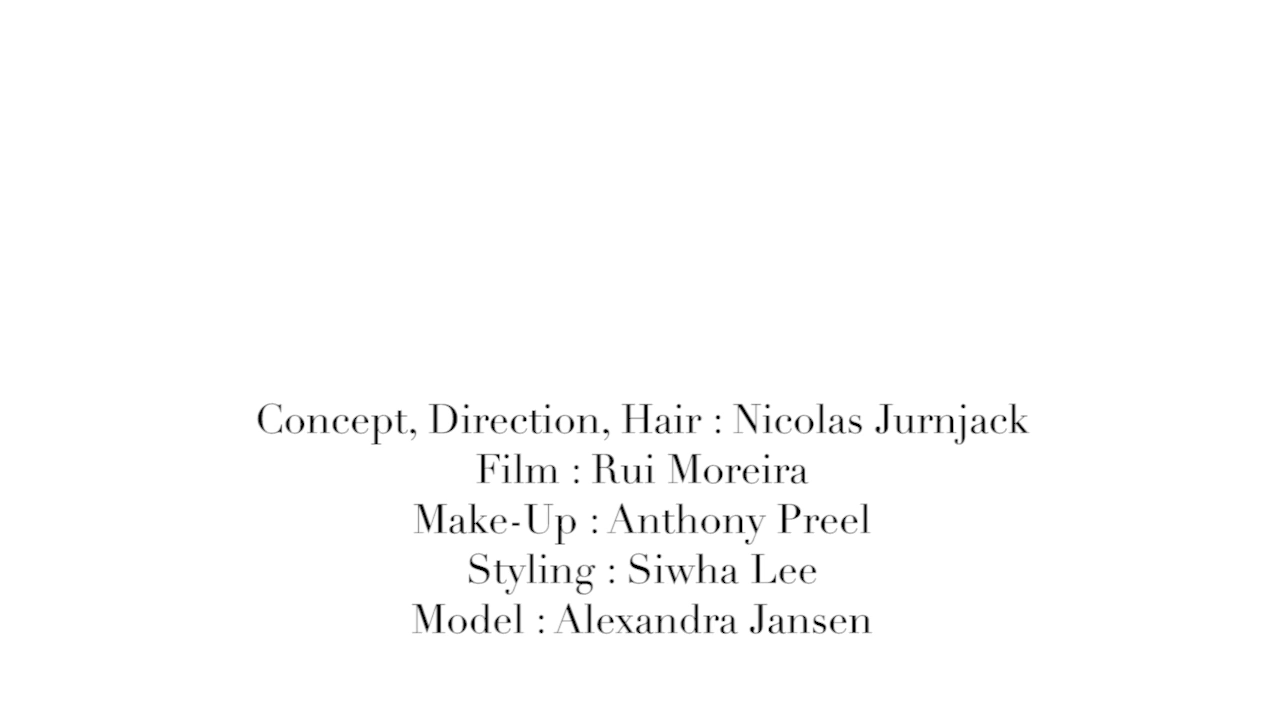 Concept, Direction, Hair : Nicolas Jurnjack
Film : Rui Moreira
Make-Up : Anthony Preel
Styling : Siwha Lee
Model : Alexandra Jansen